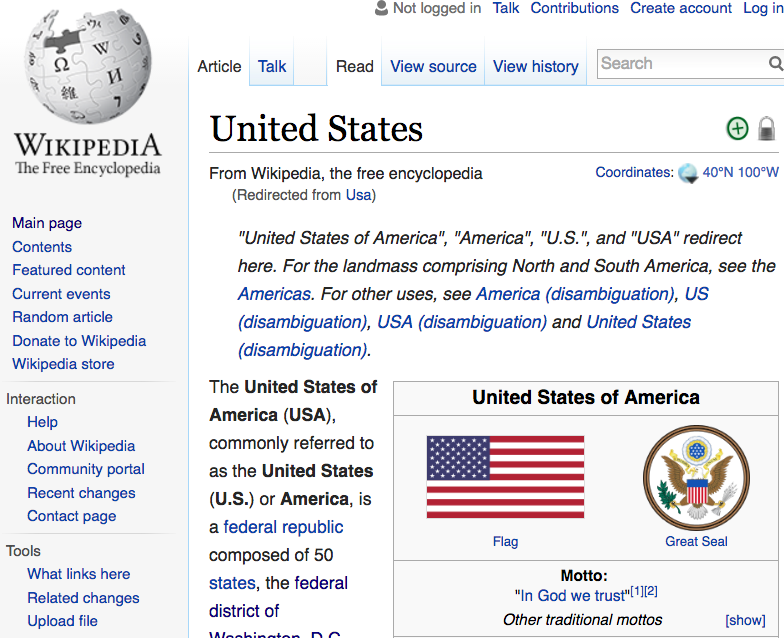 Not logged in Talk Contributions Create account Log in
Article Talk Read View source View history Search
WIKIPEDIA
The Free Encyclopedia
Main page
Contents
Featured content
Current events
Random article
Donate to Wikipedia
Wikipedia store
Interaction
Help
About Wikipedia
Community portal
Recent changes
Contact page
Tools
What links here
Related changes
Upload file
United States
From Wikipedia, the free encyclopedia
Coordinates: 40°N 100°W
(Redirected from Usa)
"United States of America", "America", "U.S.", and "USA" redirect
here. For the landmass comprising North and South America, see the
Americas. For other uses, see America (disambiguation), US
(disambiguation), USA (disambiguation) and United States
(disambiguation).
The United States of
America (USA),
commonly referred to
as the United States
(U.S.) or America, is
a federal republic
composed of 50
states, the federal
district of
Washington, D.C.
United States of America
Flag Great Seal
Motto:
"In God we trust"[1][2]
Other traditional mottos [show]